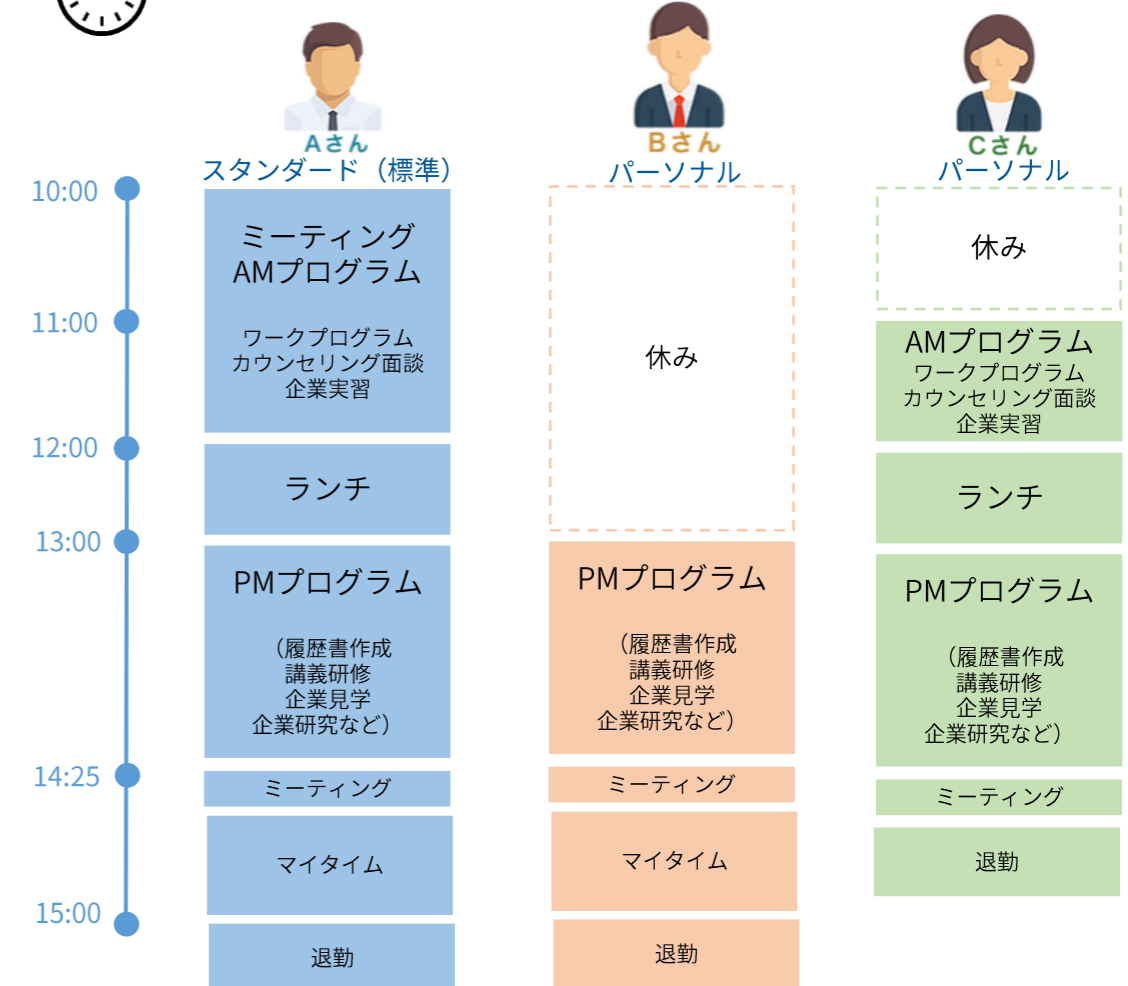 Aさん
スタンダード（標準）
Bさん
パーソナル
Cさん
パーソナル
10:00
11:00
12:00
13:00
14:25
15:00
ミーティング
AMプログラム
ワークプログラム
カウンセリング面談
企業実習
ランチ
PMプログラム
（履歴書作成
講義研修
企業見学
企業研究など）
ミーティング
マイタイム
退勤
休み
PMプログラム
（履歴書作成
講義研修
企業見学
企業研究など）
ミーティング
マイタイム
退勤
休み
AMプログラム
ワークプログラム
カウンセリング面談
企業実習
ランチ
PMプログラム
（履歴書作成
講義研修
企業見学
企業研究など）
ミーティング
退勤